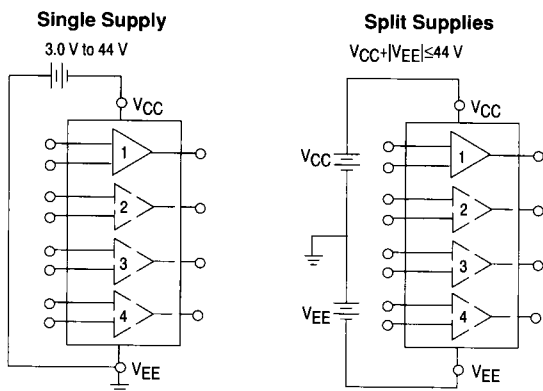 Single Supply
3.0 V to 44 V
VCC
1
2
3
4
VEE
Split Supplies
VCC+|VEE|≤44 V
VCC
VCC
1
2
3
VEE
4
VEE